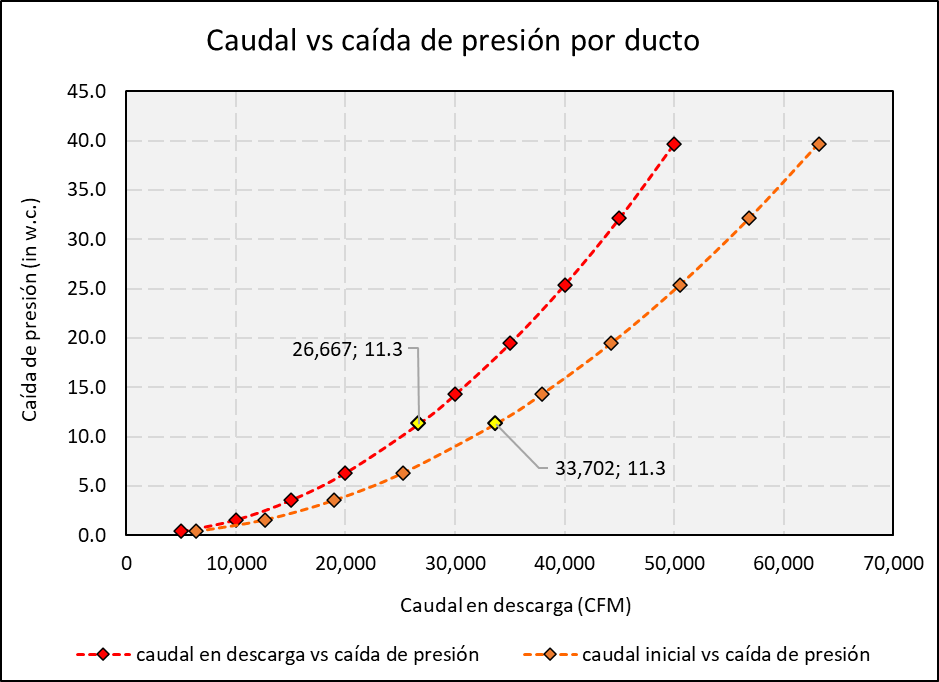 Caudal vs caída de presión por ducto
45.0
40.0
35.0
30.0
25.0
20.0
15.0
10.0
5.0
0.0
Caída de presión (in w.c.)
26,667; 11.3
33,702; 11.3
0 10,000 20,000 30,000 40,000 50,000 60,000 70,000
Caudal en descarga (CFM)
caudal en descarga vs caída de presión caudal inicial vs caída de presión